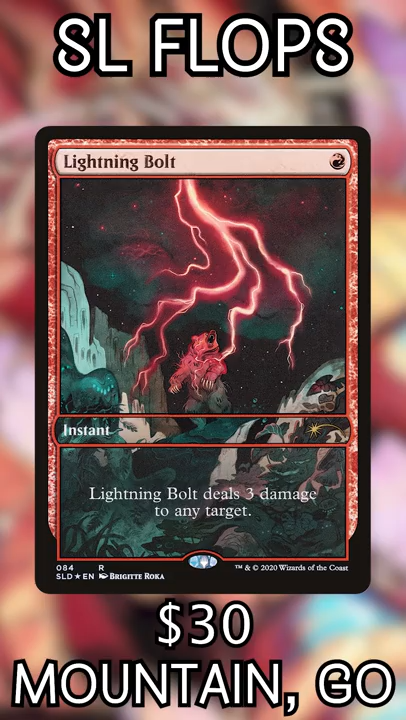 SL FLOPS
Lightning Bolt
Instant
Lightning Bolt deals 3 damage
to any target.
084 R
SLD ★ EN BRIGITTE ROKA
™ & © 2020 Wizards of the Coast
$30
MOUNTAIN, GO